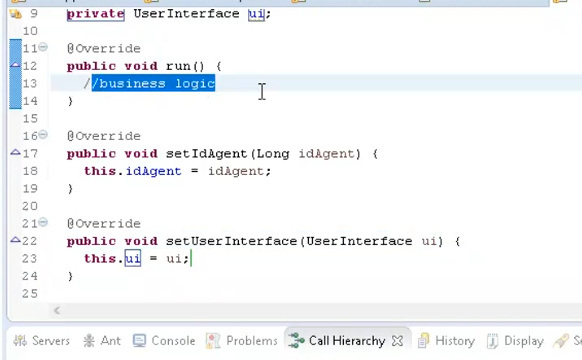 9 private UserInterface ui;
10
11 @Override
12 public void run() {
13 //business logic
14 }
15
16 @Override
17 public void setIdAgent(Long idAgent) {
18 this.idAgent = idAgent;
19 }
20
21 @Override
22 public void setUserInterface(UserInterface ui) {
23 this.ui = ui;
24 }
25
Servers Ant Console Problems Call Hierarchy History Display